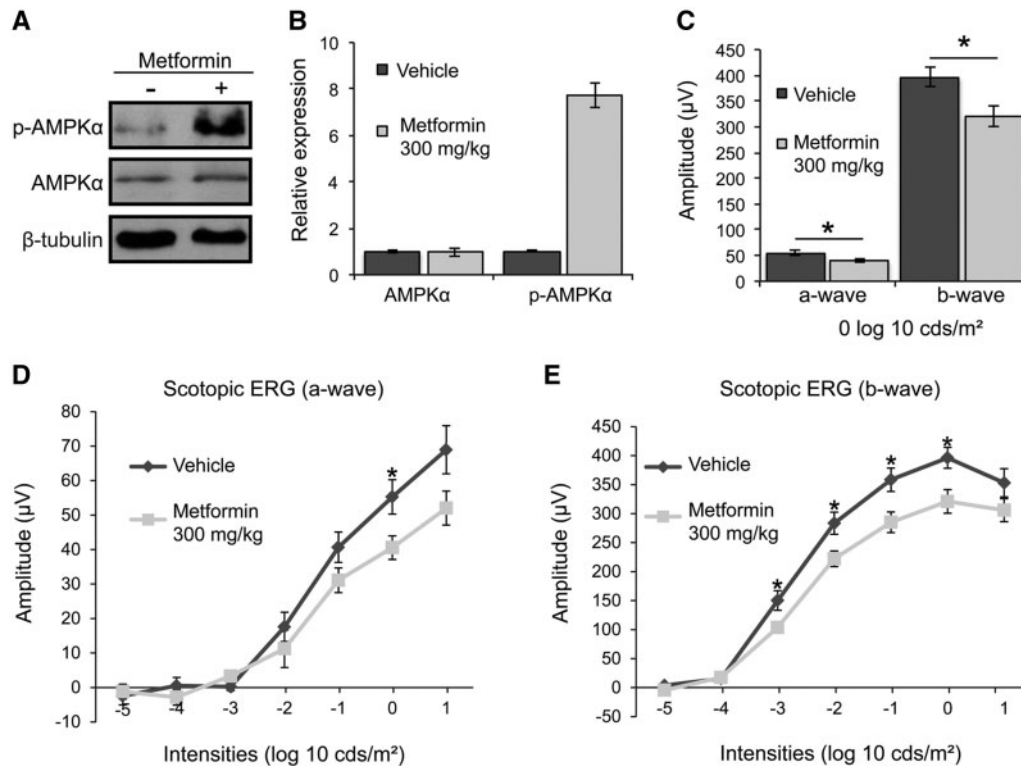 A
Metformin
- +
p-AMPKα
AMPKα
β-tubulin
B
Relative expression
10
8
6
4
2
0
Vehicle
Metformin
300 mg/kg
AMPKα p-AMPKα
C
Amplitude (µV)
450
400
350
300
250
200
150
100
50
0
Vehicle
Metformin
300 mg/kg
*
*
a-wave b-wave
0 log 10 cds/m²
D
Scotopic ERG (a-wave)
Amplitude (µV)
80
70
60
50
40
30
20
10
0
-10
Vehicle
Metformin
300 mg/kg
*
-5 -4 -3 -2 -1 0 1
Intensities (log 10 cds/m²)
E
Scotopic ERG (b-wave)
Amplitude (µV)
450
400
350
300
250
200
150
100
50
0
-50
Vehicle
Metformin
300 mg/kg
* * * *
-5 -4 -3 -2 -1 0 1
Intensities (log 10 cds/m²)